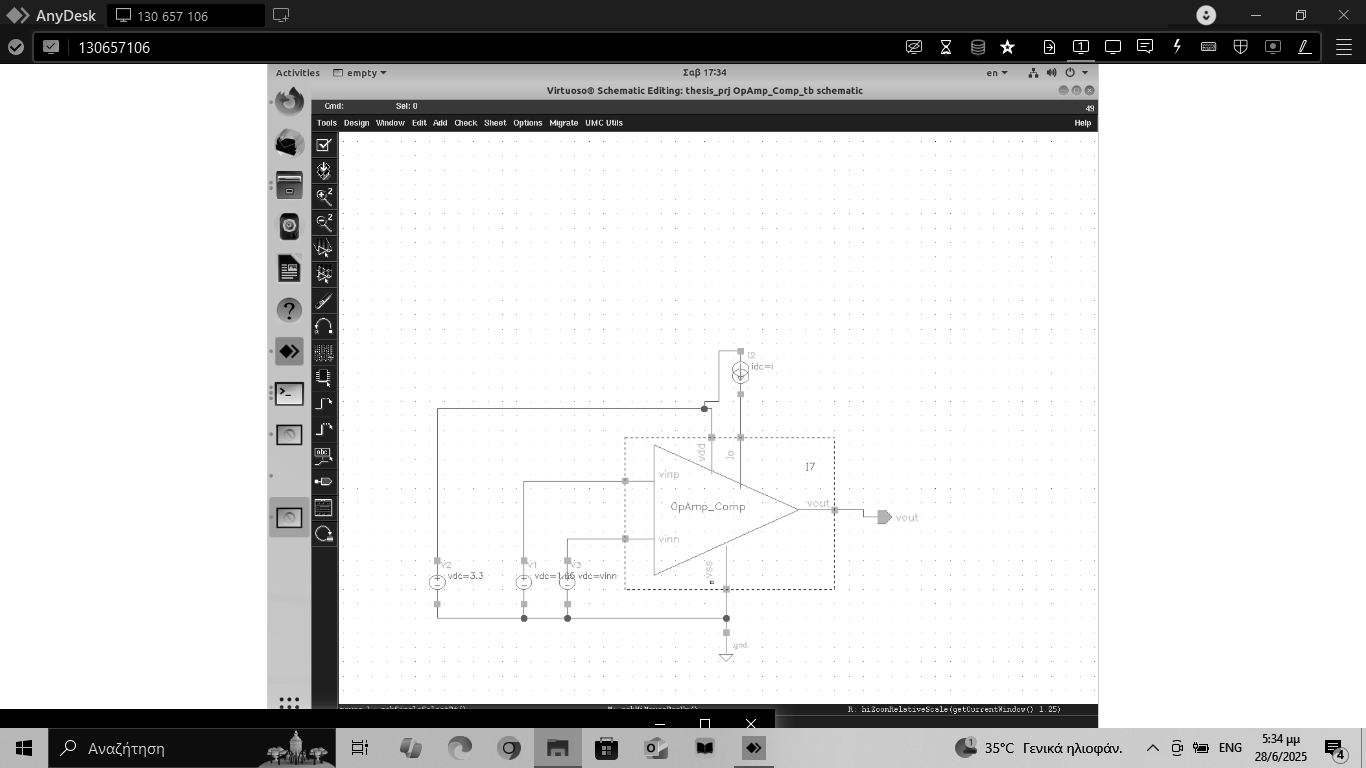 AnyDesk
130 657 106
130657106
1
Activities
empty
Σαβ 17:34
en
Virtuoso® Schematic Editing: thesis_prj OpAmp_Comp_tb schematic
Cmd: Sel: 0
49
Tools Design Window Edit Add Check Sheet Options Migrate UMC Utils Help
I2
idc=i
vdd
Io
I7
vinp
vout
OpAmp_Comp
vout
vinn
V2
V1
V3
vdc=3.3
vdc=1.65
vdc=vinn
vss
gnd
R: hiZoomRelativeScale(getCurrentWindow() 1.25)
Αναζήτηση
35°C Γενικά ηλιοφάν.
ENG
5:34 μμ
28/6/2025
4